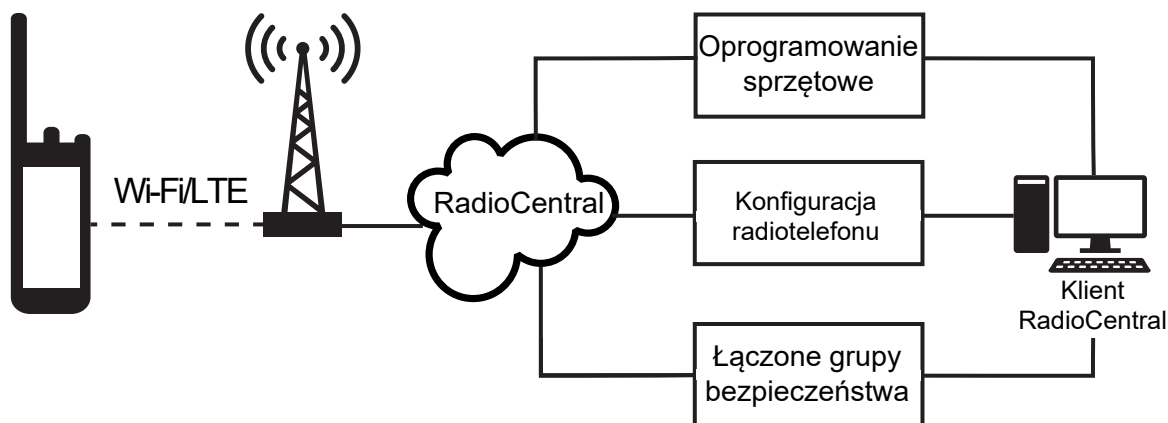 Oprogramowanie
sprzętowe
Wi-Fi/LTE
RadioCentral
Konfiguracja
radiotelefonu
Klient
RadioCentral
Łączone grupy
bezpieczeństwa